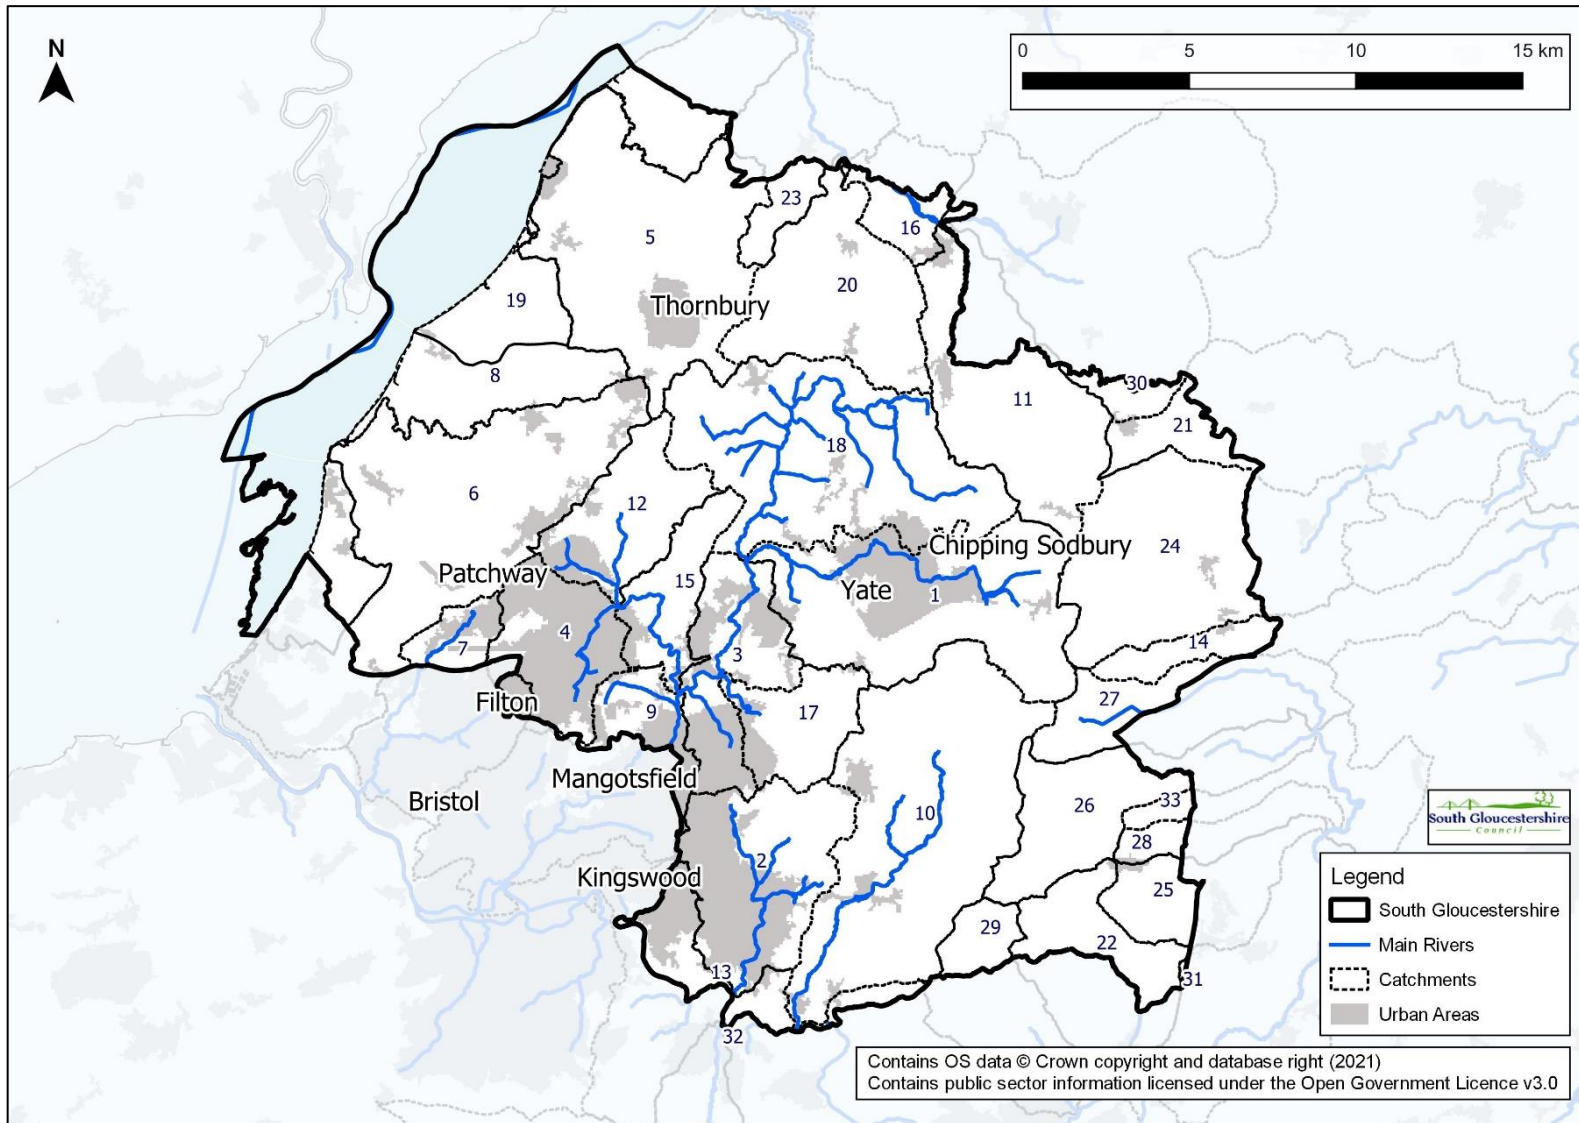 N
0 5 10 15 km
23
16
5
20
19
Thornbury
8
30
11
21
18
6
12
24
Chipping Sodbury
Patchway
15
Yate
1
4
14
7
3
27
Filton
9
17
Mangotsfield
Bristol
26
33
10
28
2
Kingswood
25
29
22
13
31
32
South Gloucestershire
Council
Legend
South Gloucestershire
Main Rivers
Catchments
Urban Areas
Contains OS data © Crown copyright and database right (2021)
Contains public sector information licensed under the Open Government Licence v3.0